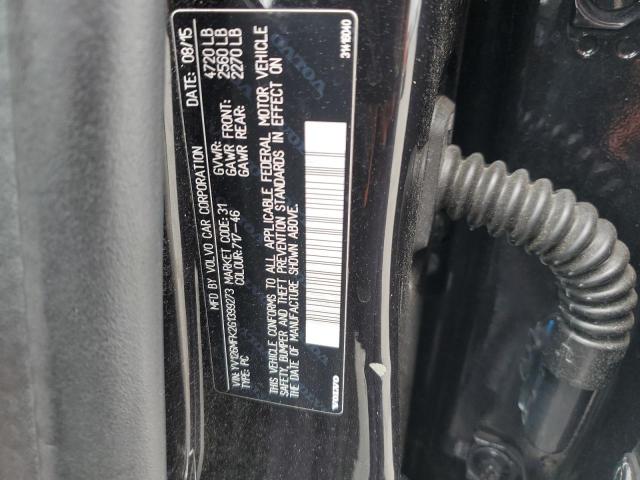 MFD BY VOLVO CAR CORPORATION DATE: 08/15
GVWR: 4720 LB
GAWR FRONT: 2560 LB
GAWR REAR: 2270 LB
VIN: YV126MFK2G1399273 MARKET CODE: 31
TYPE: PC COLOUR: 717-46
THIS VEHICLE CONFORMS TO ALL APPLICABLE FEDERAL MOTOR VEHICLE
SAFETY, BUMPER AND THEFT PREVENTION STANDARDS IN EFFECT ON
THE DATE OF MANUFACTURE SHOWN ABOVE.
VOLVO
31418040